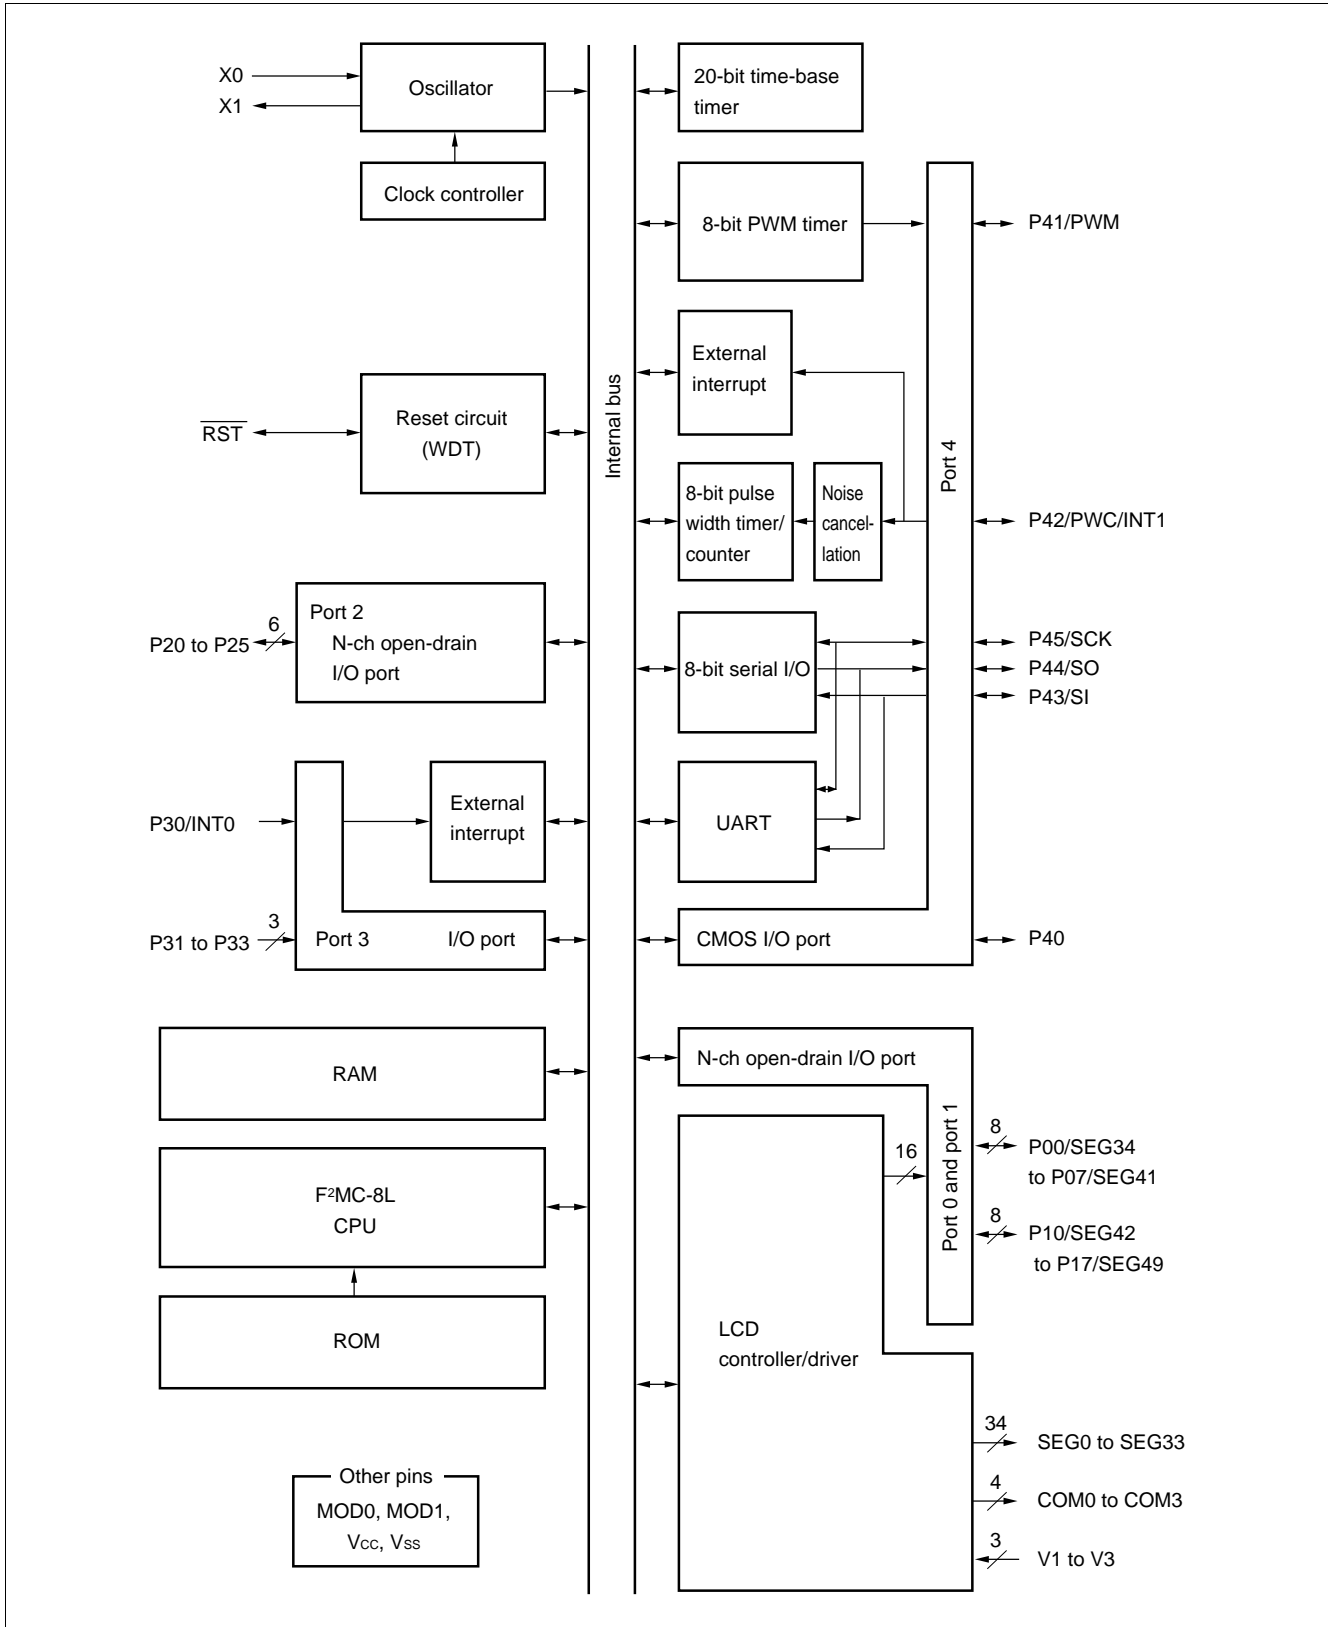 X0
X1
Oscillator
Clock controller
RST
Reset circuit
(WDT)
P20 to P25
6
Port 2
N-ch open-drain
I/O port
P30/INT0
External
interrupt
P31 to P33
3
Port 3
I/O port
RAM
F²MC-8L
CPU
ROM
Other pins
MOD0, MOD1,
VCC, VSS
Internal bus
20-bit time-base
timer
8-bit PWM timer
External
interrupt
8-bit pulse
width timer/
counter
Noise
cancel-
lation
8-bit serial I/O
UART
CMOS I/O port
Port 4
P41/PWM
P42/PWC/INT1
P45/SCK
P44/SO
P43/SI
P40
N-ch open-drain I/O port
Port 0 and port 1
16
8
P00/SEG34
to P07/SEG41
8
P10/SEG42
to P17/SEG49
LCD
controller/driver
34
SEG0 to SEG33
4
COM0 to COM3
3
V1 to V3